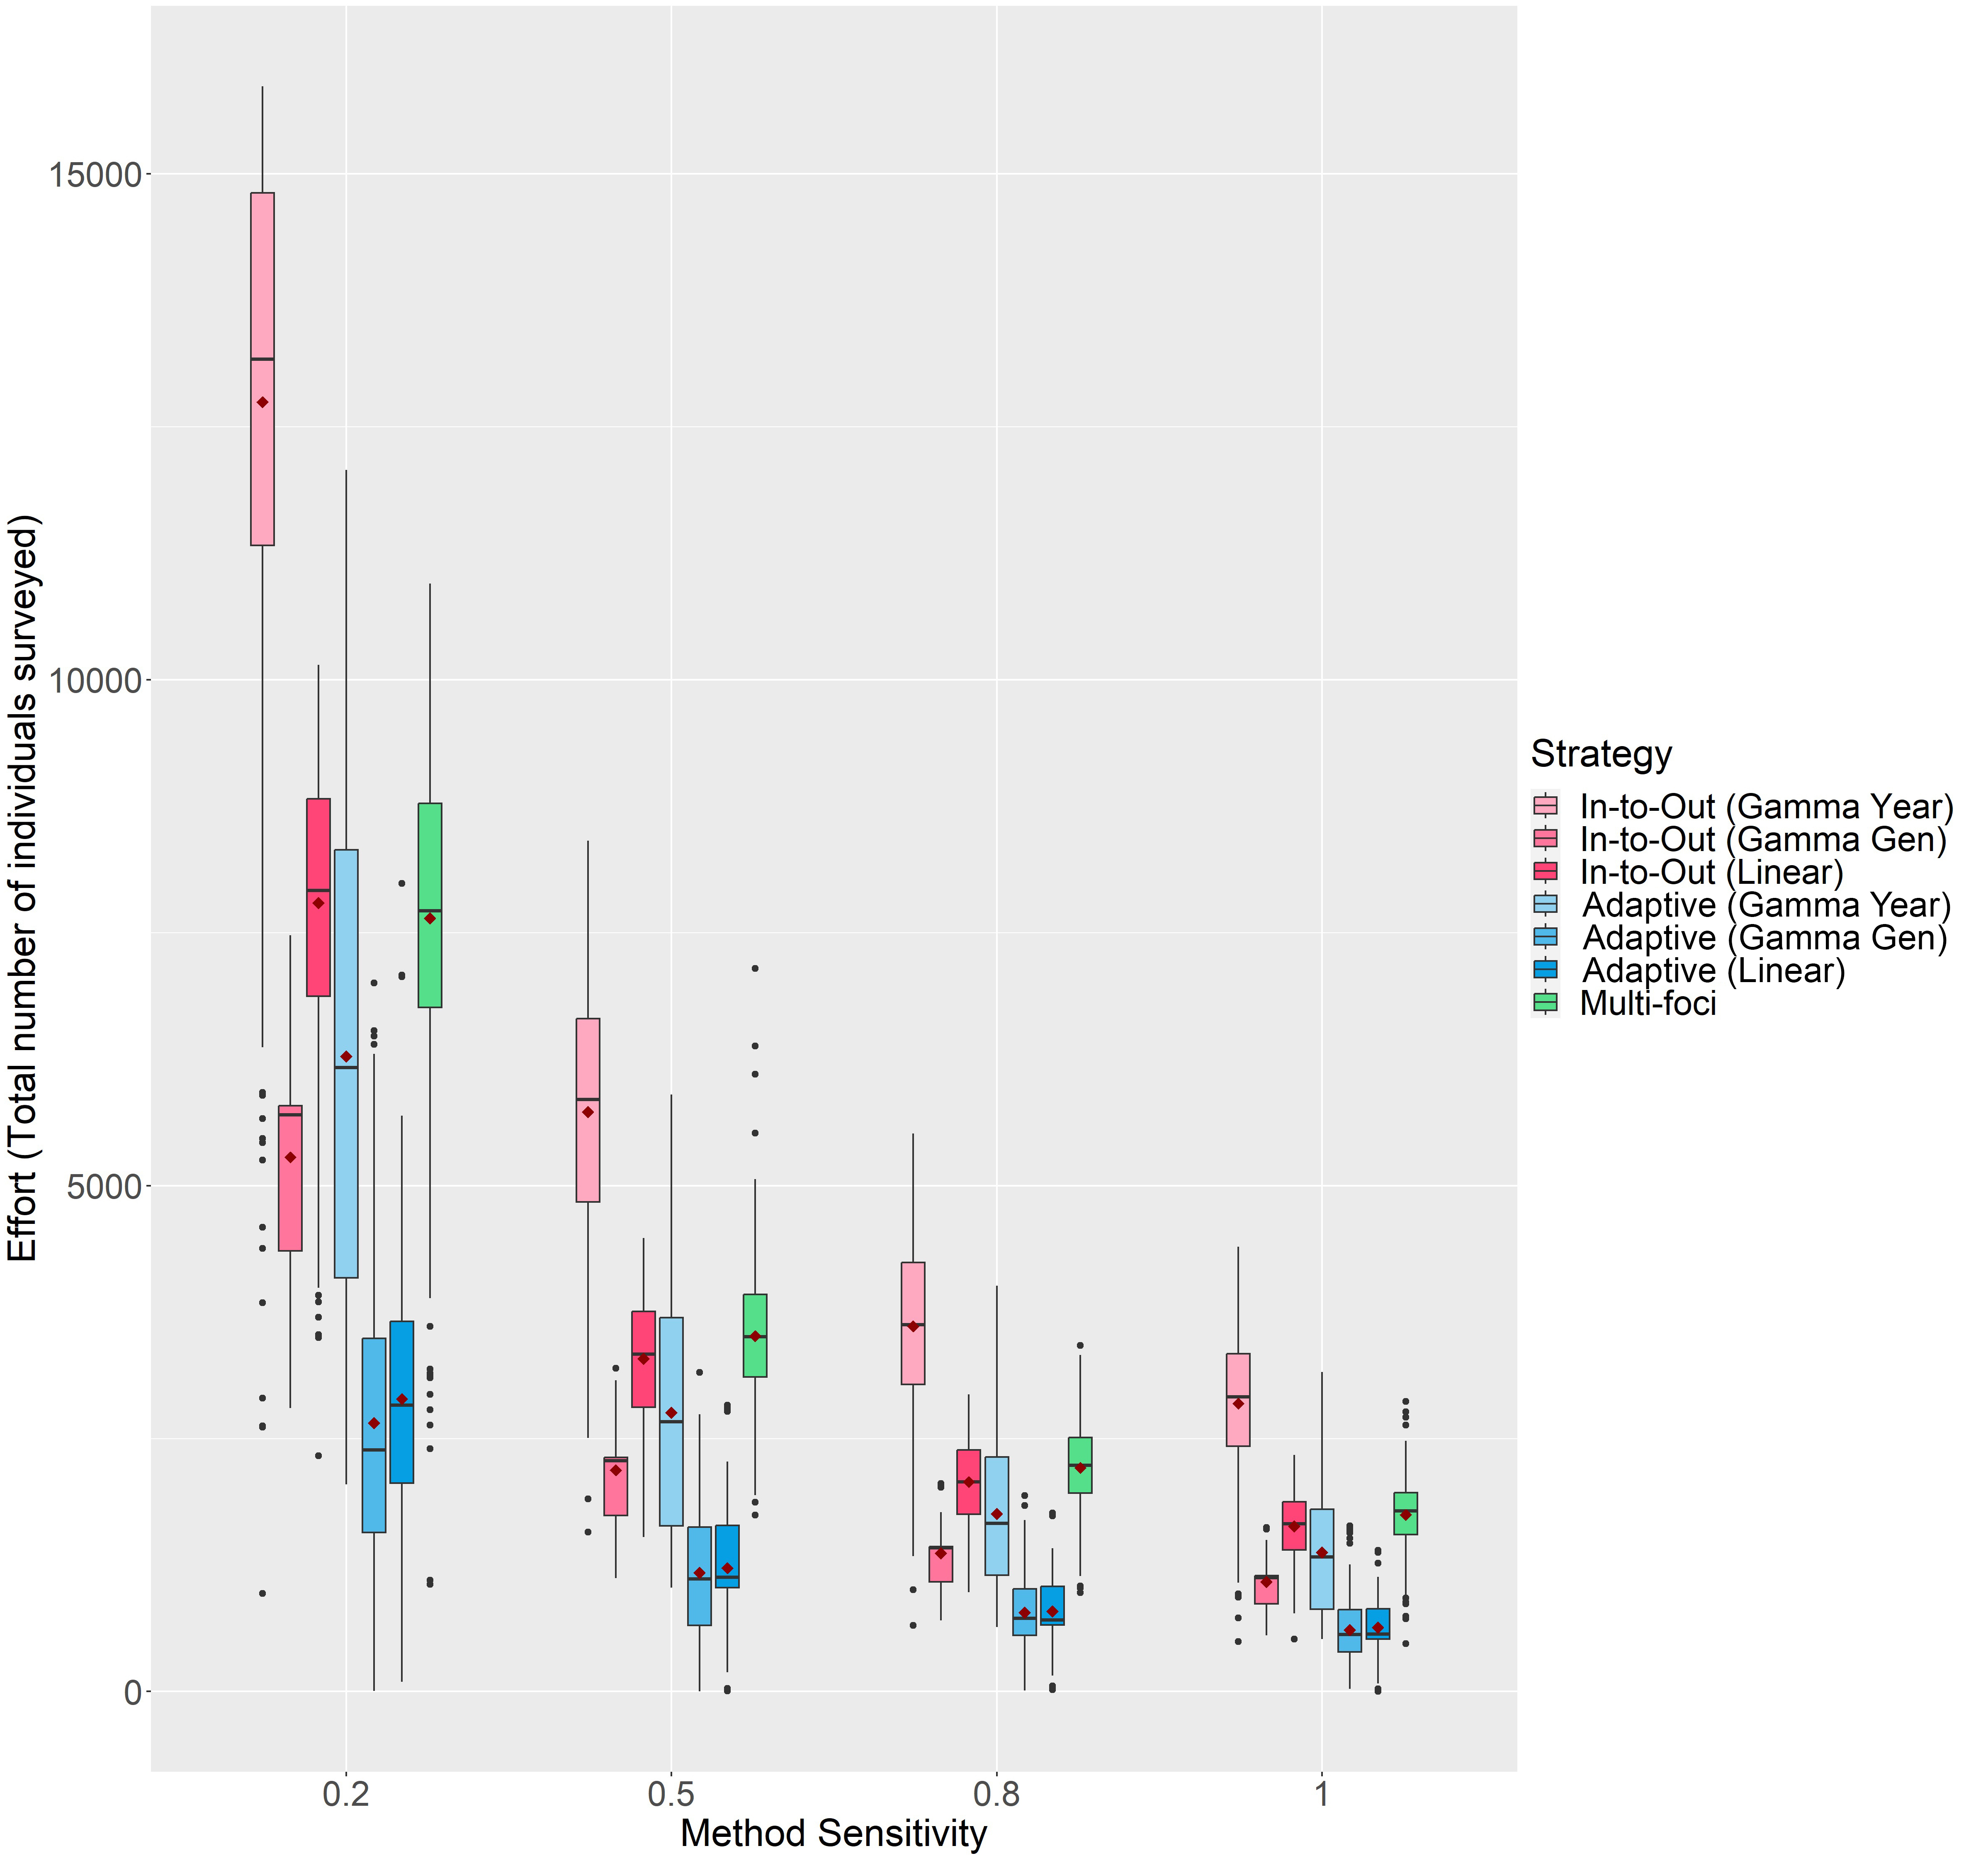 Effort (Total number of individuals surveyed)
15000
10000
5000
0
0.2
0.5
0.8
1
Method Sensitivity
Strategy
In-to-Out (Gamma Year)
In-to-Out (Gamma Gen)
In-to-Out (Linear)
Adaptive (Gamma Year)
Adaptive (Gamma Gen)
Adaptive (Linear)
Multi-foci